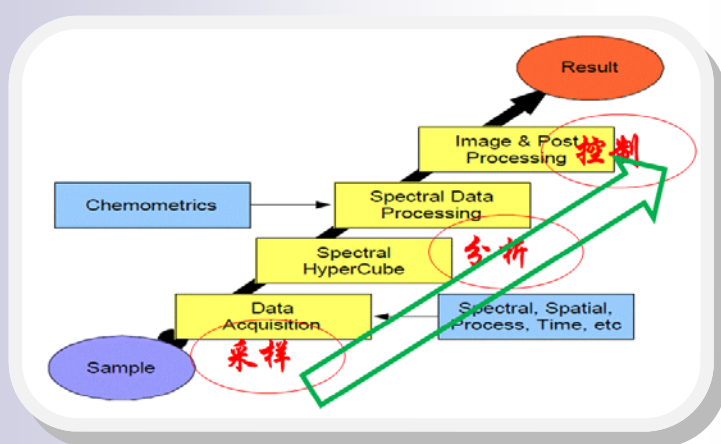 Result
Image & Post
Processing
控制
Chemometrics
Spectral Data
Processing
Spectral
HyperCube
分析
Data
Acquisition
Spectral, Spatial,
Process, Time, etc
采样
Sample